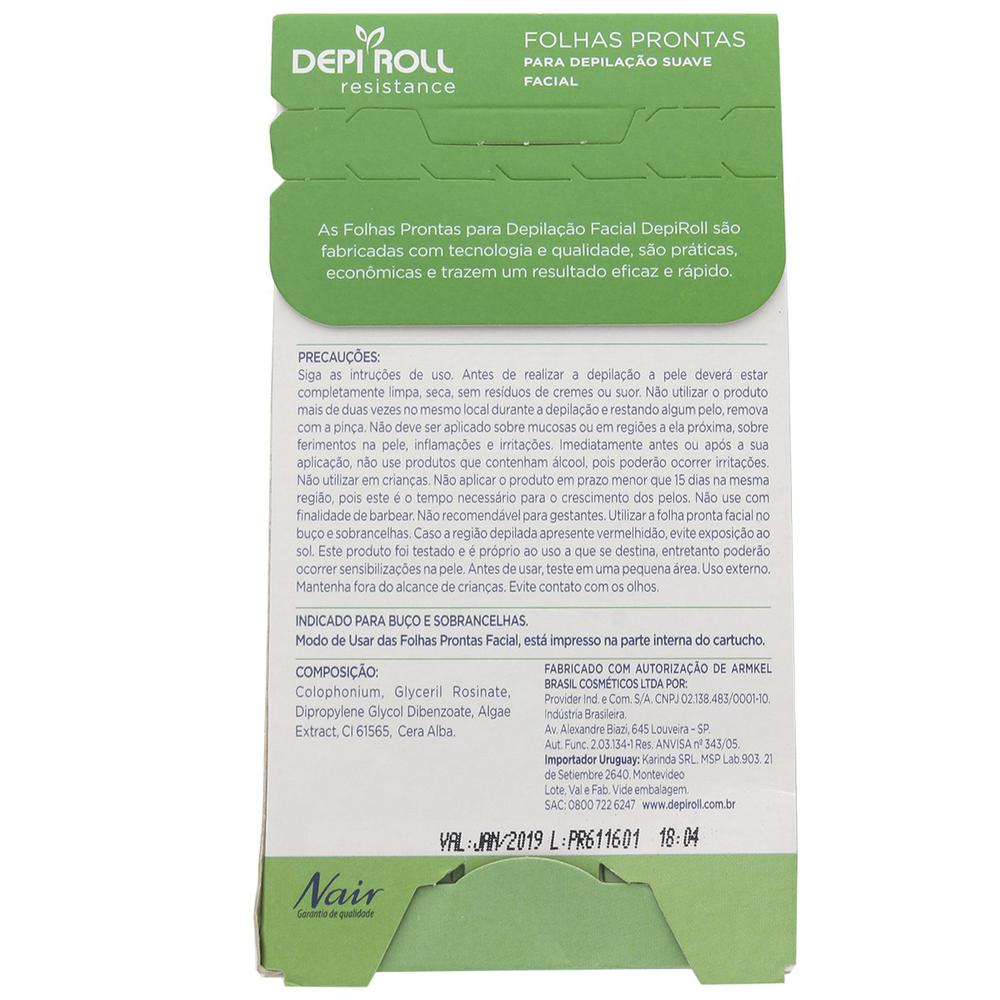 DEPI ROLL
resistance
FOLHAS PRONTAS
PARA DEPILAÇÃO SUAVE
FACIAL
As Folhas Prontas para Depilação Facial DepiRoll são
fabricadas com tecnologia e qualidade, são práticas,
econômicas e trazem um resultado eficaz e rápido.
PRECAUÇÕES:
Siga as intruções de uso. Antes de realizar a depilação a pele deverá estar
completamente limpa, seca, sem resíduos de cremes ou suor. Não utilizar o produto
mais de duas vezes no mesmo local durante a depilação e restando algum pelo, remova
com a pinça. Não deve ser aplicado sobre mucosas ou em regiões a ela próxima, sobre
ferimentos na pele, inflamações e irritações. Imediatamente antes ou após a sua
aplicação, não use produtos que contenham álcool, pois poderão ocorrer irritações.
Não utilizar em crianças. Não aplicar o produto em prazo menor que 15 dias na mesma
região, pois este é o tempo necessário para o crescimento dos pelos. Não use com
finalidade de barbear. Não recomendável para gestantes. Utilizar a folha pronta facial no
buço e sobrancelhas. Caso a região depilada apresente vermelhidão, evite exposição ao
sol. Este produto foi testado e é próprio ao uso a que se destina, entretanto poderão
ocorrer sensibilizações na pele. Antes de usar, teste em uma pequena área. Uso externo.
Mantenha fora do alcance de crianças. Evite contato com os olhos.
INDICADO PARA BUÇO E SOBRANCELHAS.
Modo de Usar das Folhas Prontas Facial, está impresso na parte interna do cartucho.
COMPOSIÇÃO:
Colophonium, Glyceril Rosinate,
Dipropylene Glycol Dibenzoate, Algae
Extract, CI 61565, Cera Alba.
FABRICADO COM AUTORIZAÇÃO DE ARMKEL
BRASIL COSMÉTICOS LTDA POR:
Provider Ind. e Com. S/A. CNPJ 02.138.483/0001-10.
Indústria Brasileira.
Av. Alexandre Biazi, 645 Louveira - SP.
Aut. Func. 2.03.134-1 Res. ANVISA nº 343/05.
Importador Uruguay: Karinda SRL. MSP Lab.903. 21
de Setiembre 2640. Montevideo
Lote, Val e Fab. Vide embalagem.
SAC: 0800 722 6247 www.depiroll.com.br
VAL:JAN/2019 L:PR611601 18:04
Nair
Garantia de qualidade